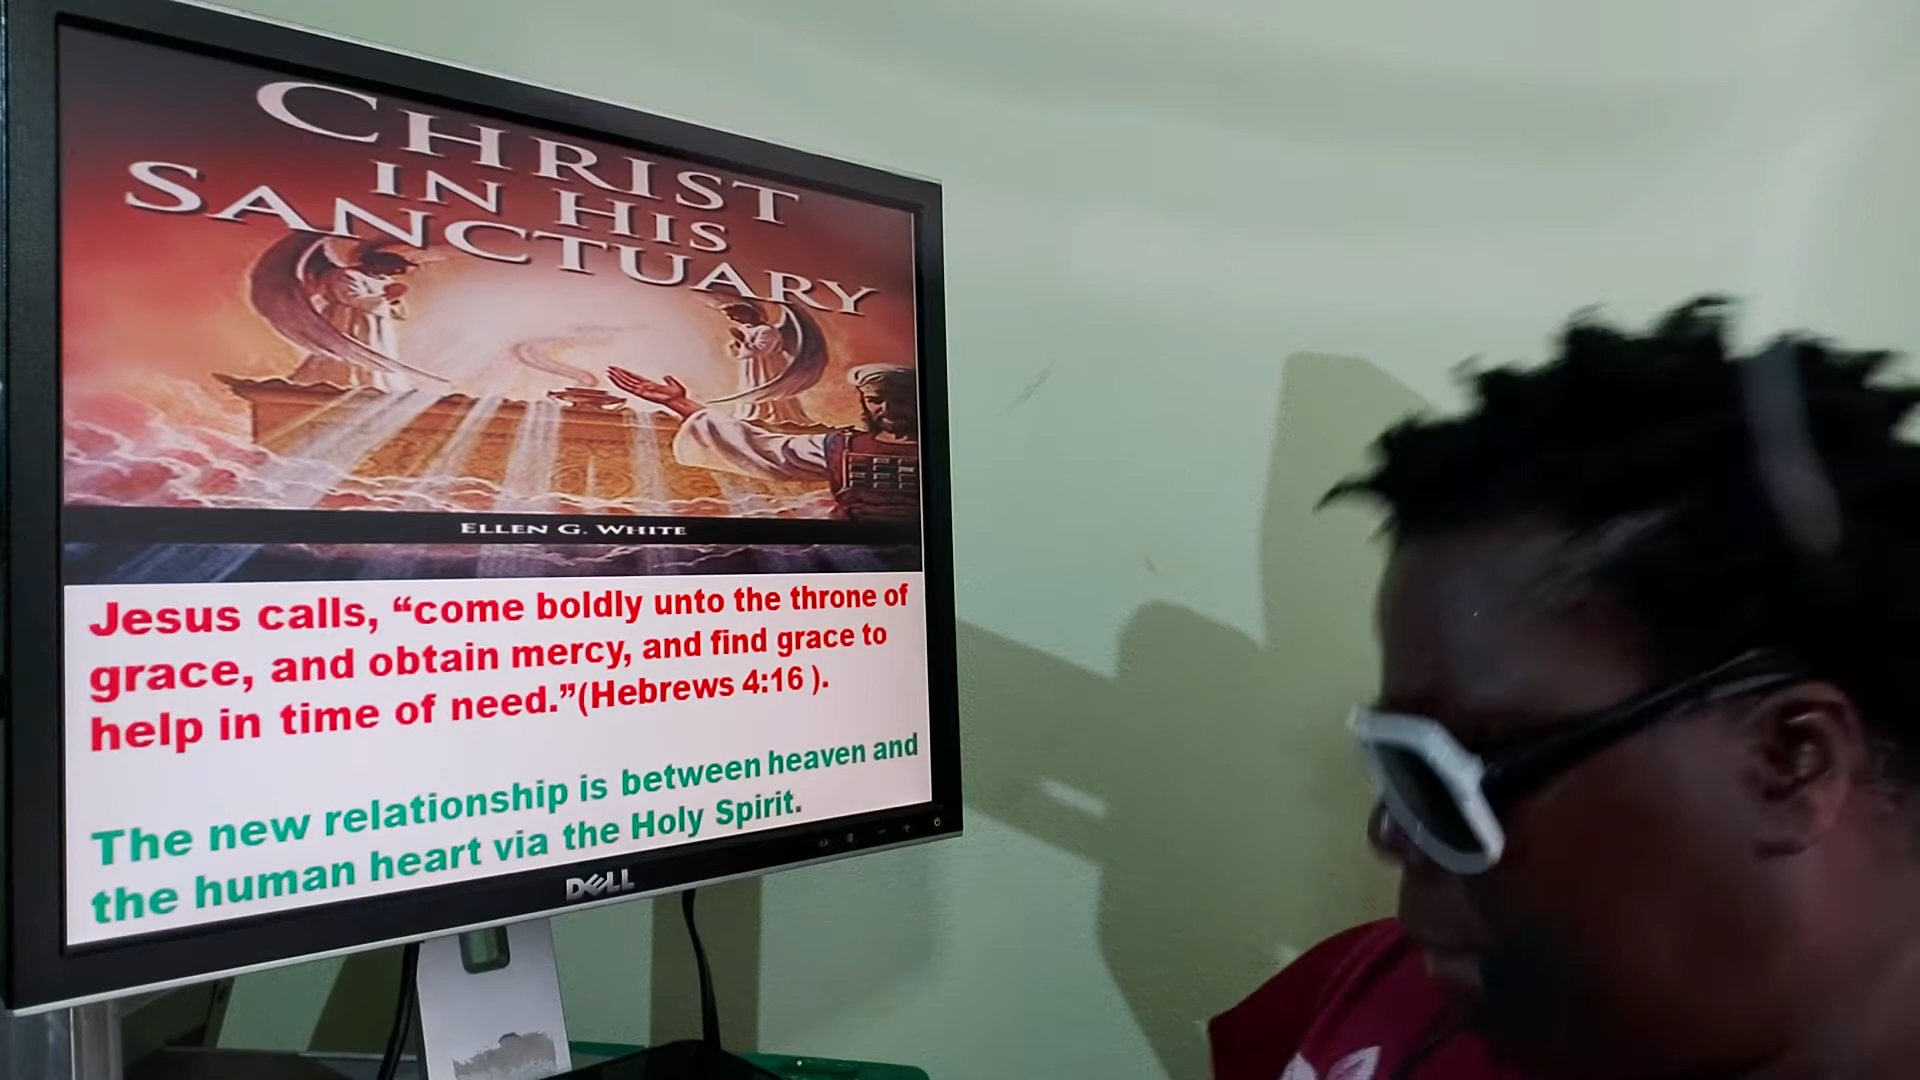 CHRIST
IN HIS
SANCTUARY
ELLEN G. WHITE
Jesus calls, “come boldly unto the throne of
grace, and obtain mercy, and find grace to
help in time of need.”(Hebrews 4:16 ).
The new relationship is between heaven and
the human heart via the Holy Spirit.
DELL